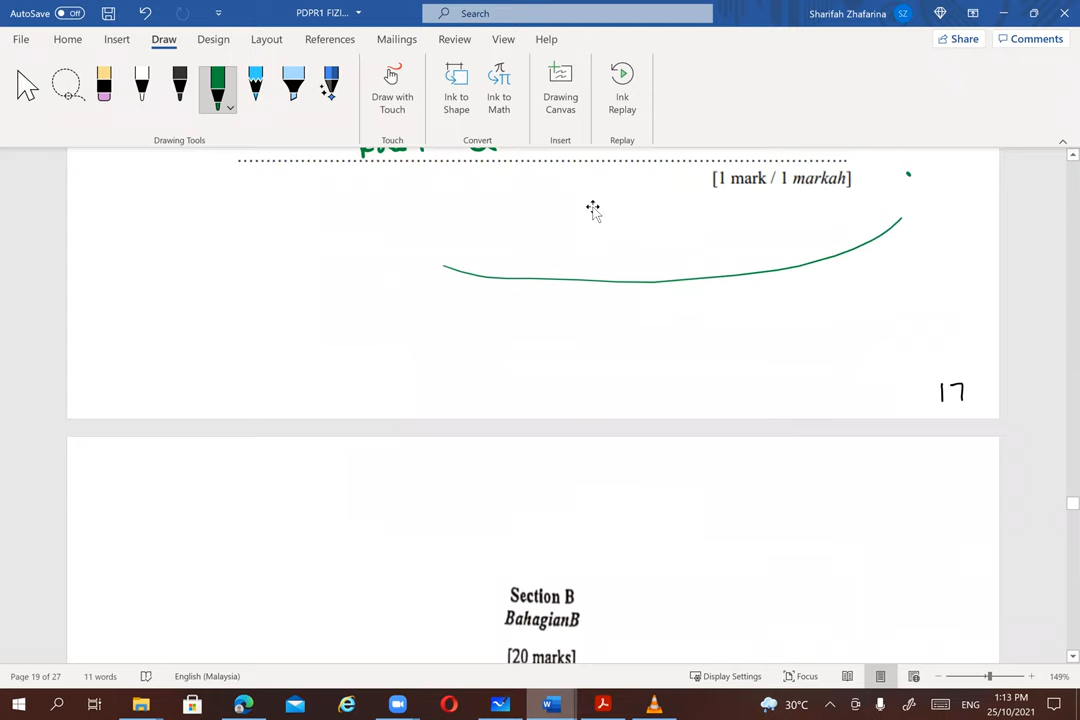 AutoSave Off PDPR1 FIZI... Search Sharifah Zhafarina SZ
File Home Insert Draw Design Layout References Mailings Review View Help Share Comments
Draw with Touch Ink to Shape Ink to Math Drawing Canvas Ink Replay
Drawing Tools Touch Convert Insert Replay
[1 mark / 1 markah]
17
Section B
BahagianB
[20 marks]
Page 19 of 27 11 words English (Malaysia) Display Settings Focus 149%
30°C ENG 1:13 PM 25/10/2021